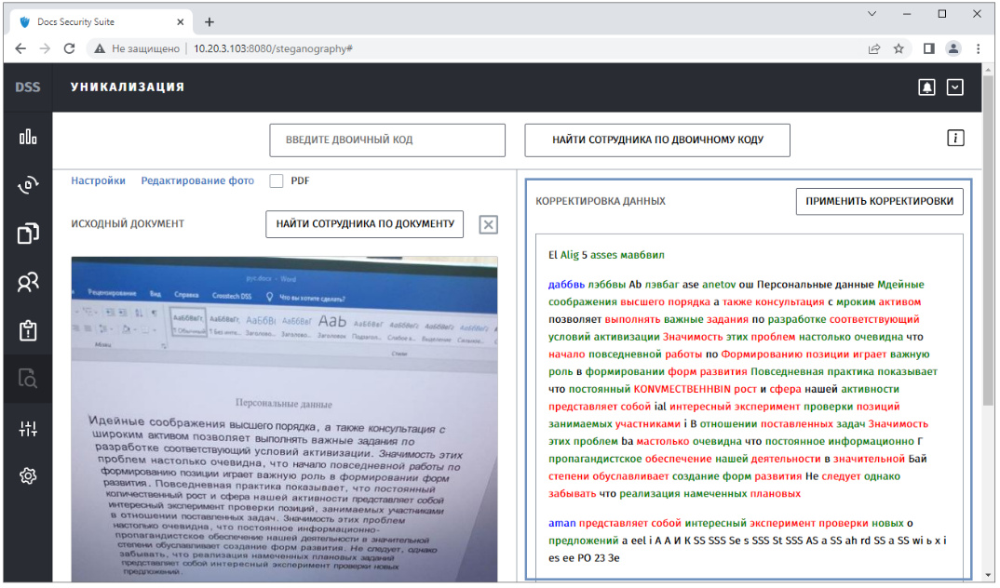 Docs Security Suite
Не защищено
10.20.3.103:8080/steganography#
DSS
УНИКАЛИЗАЦИЯ
ВВЕДИТЕ ДВОИЧНЫЙ КОД
НАЙТИ СОТРУДНИКА ПО ДВОИЧНОМУ КОДУ
Настройки Редактирование фото PDF
ИСХОДНЫЙ ДОКУМЕНТ
НАЙТИ СОТРУДНИКА ПО ДОКУМЕНТУ
рус.docx - Word
Рецензирование Вид Справка Crosstech DSS Что вы хотите сделать?
АаБбВвГг, АаБбВвГг, АаБбВг АаБбВвГ АаЬ АаБбВвГ АаБбВвГг АаБбВвГг АаБбВвГг
¶ Обычный ¶ Без инте... Заголово... Заголово... Заголовок Подзагол... Слабое в... Выделение Сильное...
Абзац
Стили
Персональные данные
Идейные соображения высшего порядка, а также консультация с
широким активом позволяет выполнять важные задания по
разработке соответствующий условий активизации. Значимость этих
проблем настолько очевидна, что начало повседневной работы по
формированию позиции играет важную роль в формировании форм
развития. Повседневная практика показывает, что постоянный
количественный рост и сфера нашей активности представляет собой
интересный эксперимент проверки позиций, занимаемых участниками
в отношении поставленных задач. Значимость этих проблем
настолько очевидна, что постоянное информационно-
пропагандистское обеспечение нашей деятельности в значительной
степени обуславливает создание форм развития. Не следует, однако
забывать, что реализация намеченных плановых заданий
представляет собой интересный эксперимент проверки новых
предложений.
КОРРЕКТИРОВКА ДАННЫХ
ПРИМЕНИТЬ КОРРЕКТИРОВКИ
El Alig 5 asses мавбвил
даббвь лэббвы Ab лэвбаг ase anetov ош Персональные данные Мдейные
соображения высшего порядка а также консультация с мроким активом
позволяет выполнять важные задания по разработке соответствующий
условий активизации Значимость этих проблем настолько очевидна что
начало повседневной работы по Формированию позиции играет важную
роль в формировании форм развития Повседневная практика показывает
что постоянный KONVМЕСТВЕННBIN рост и сфера нашей активности
представляет собой ial интересный эксперимент проверки позиций
занимаемых участниками i В отношении поставленных задач Значимость
этих проблем ba мастолько очевидна что постоянное информационно Г
пропагандистское обеспечение нашей деятельности в значительной Бай
степени обуславливает создание форм развития Не следует однако
забывать что реализация намеченных плановых
aman представляет собой интересный эксперимент проверки новых о
предложений а eel i А А И К SS SSS Se s SSS St SSS AS a SS ah rd SS a SS wi ь x i
es ee РО 23 3е